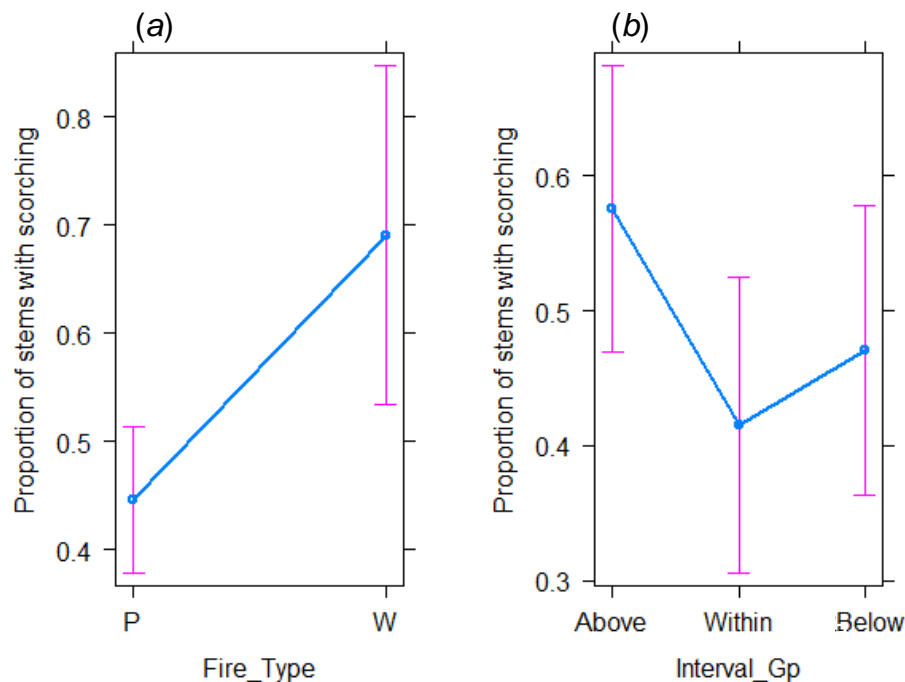 (a)
Proportion of stems with scorching
0.8
0.7
0.6
0.5
0.4
P W
Fire_Type
(b)
Proportion of stems with scorching
0.6
0.5
0.4
0.3
Above Within Below
Interval_Gp